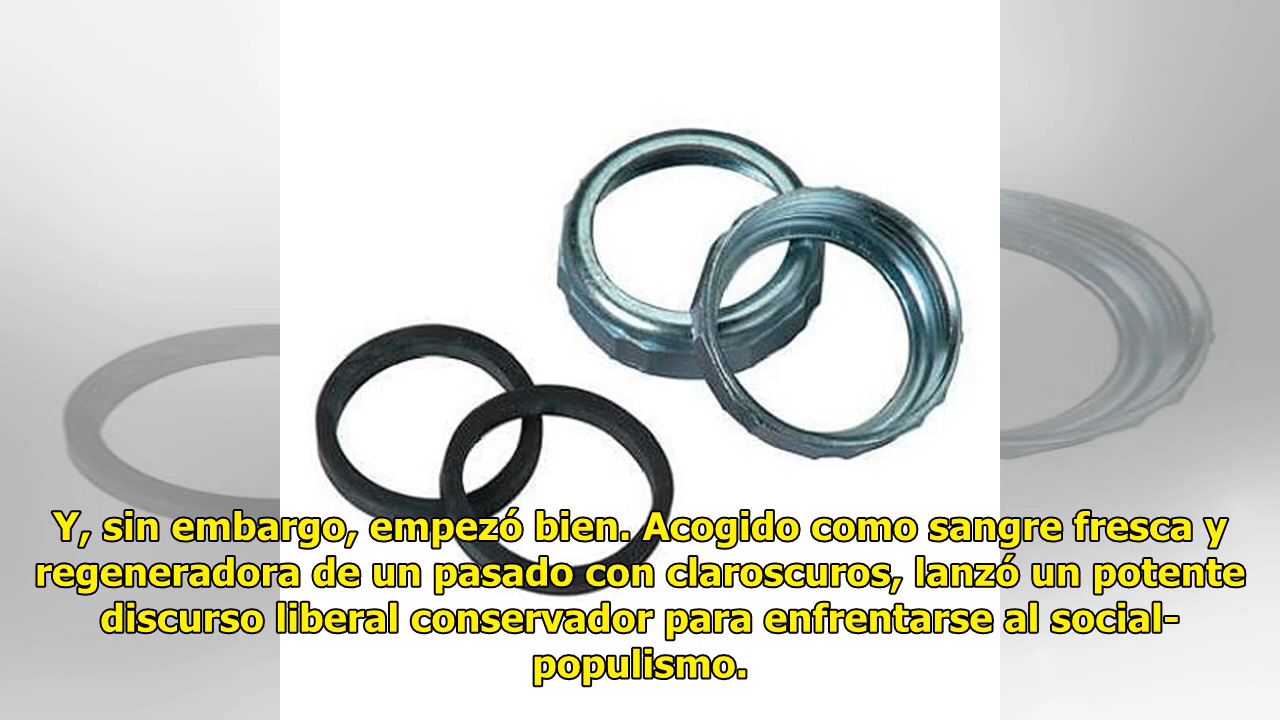 Y, sin embargo, empezó bien. Acogido como sangre fresca y
regeneradora de un pasado con claroscuros, lanzó un potente
discurso liberal conservador para enfrentarse al social-
populismo.